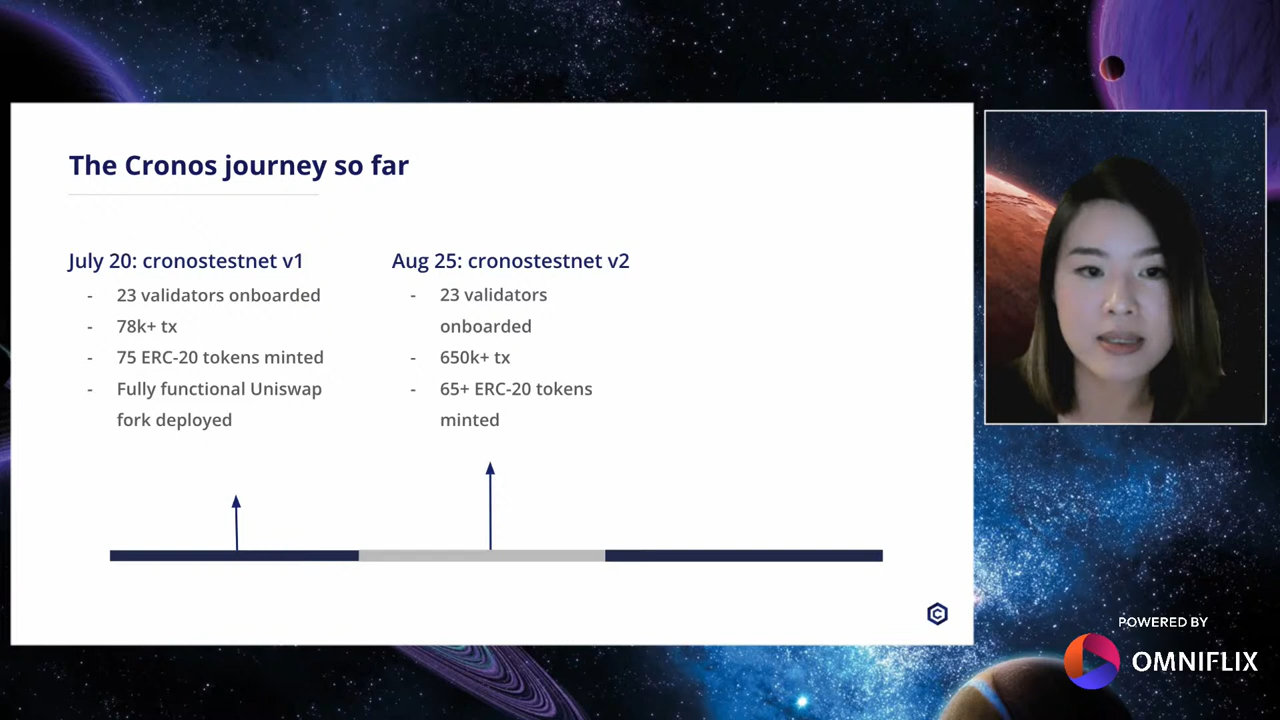 The Cronos journey so far
July 20: cronostestnet v1
- 23 validators onboarded
- 78k+ tx
- 75 ERC-20 tokens minted
- Fully functional Uniswap
fork deployed
Aug 25: cronostestnet v2
- 23 validators
onboarded
- 650k+ tx
- 65+ ERC-20 tokens
minted
POWERED BY
OMNIFLIX